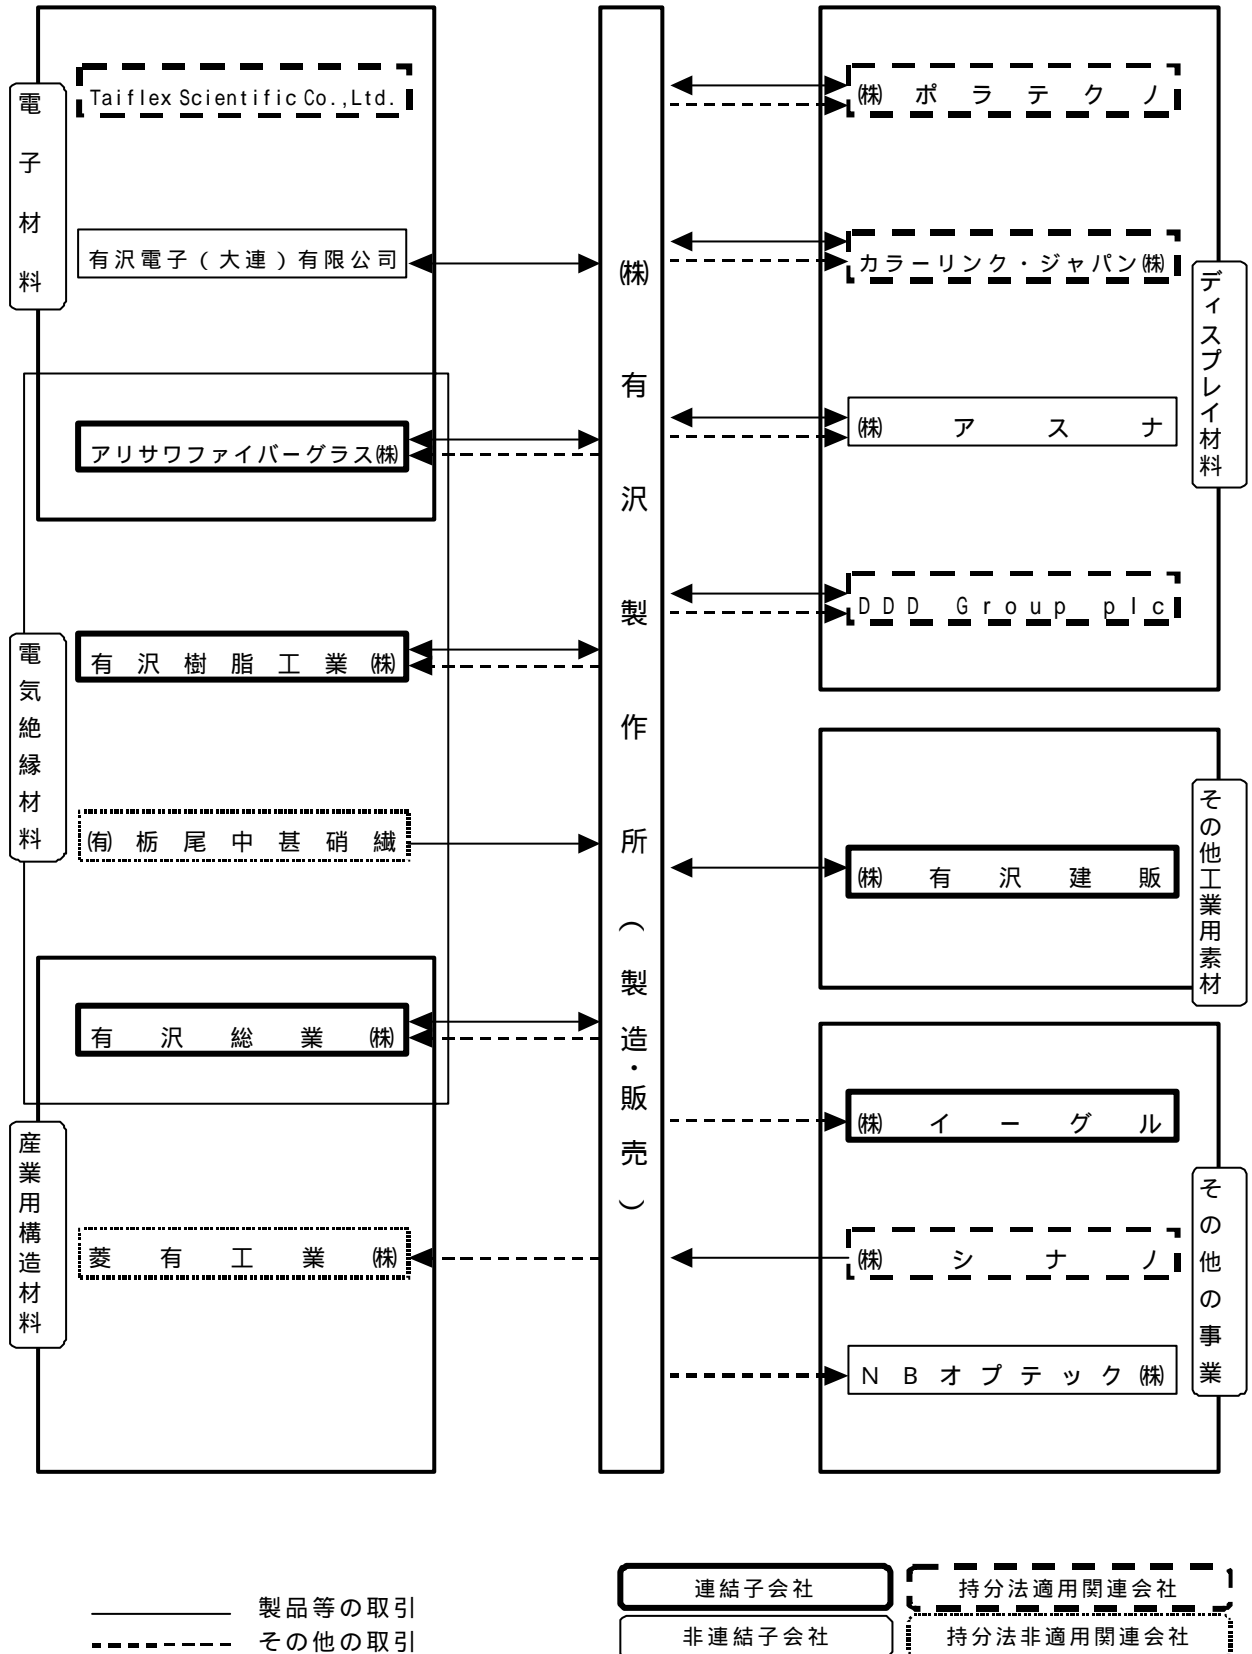 電子材料
Taiflex Scientific Co.,Ltd.
有沢電子(大連)有限公司
アリサワファイバーグラス㈱
電気絶縁材料
有沢樹脂工業㈱
㈲栃尾中甚硝繊
有沢総業㈱
産業用構造材料
菱有工業㈱
㈱有沢製作所(製造・販売)
㈱ポラテクノ
カラーリンク・ジャパン㈱
㈱アスナ
DDD Group plc
ディスプレイ材料
㈱有沢建販
その他工業用素材
㈱イーグル
㈱シナノ
NBオプテック㈱
その他の事業
製品等の取引
その他の取引
連結子会社
持分法適用関連会社
非連結子会社
持分法非適用関連会社